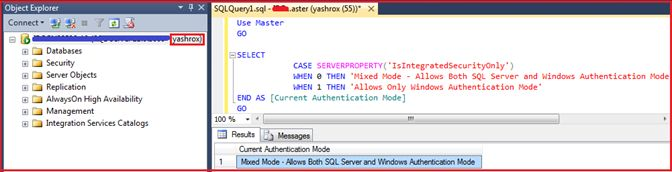 Object Explorer
Connect
yashrox)
Databases
Security
Server Objects
Replication
AlwaysOn High Availability
Management
Integration Services Catalogs
SQLQuery1.sql - .aster (yashrox (55))*
Use Master
GO
SELECT
CASE SERVERPROPERTY('IsIntegratedSecurityOnly')
WHEN 0 THEN 'Mixed Mode - Allows Both SQL Server and Windows Authentication Mode
WHEN 1 THEN 'Allows Only Windows Authentication Mode'
END AS [Current Authentication Mode]
GO
100 %
Results Messages
Current Authentication Mode
1 Mixed Mode - Allows Both SQL Server and Windows Authentication Mode